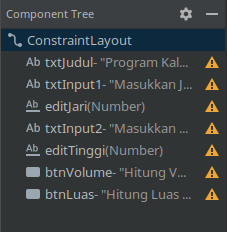 Component Tree
ConstraintLayout
Ab txtJudul- "Program Kal...
Ab txtInput1- "Masukkan J...
Ab editJari(Number)
Ab txtInput2- "Masukkan ...
Ab editTinggi(Number)
btnVolume- "Hitung V...
btnLuas- "Hitung Luas ...